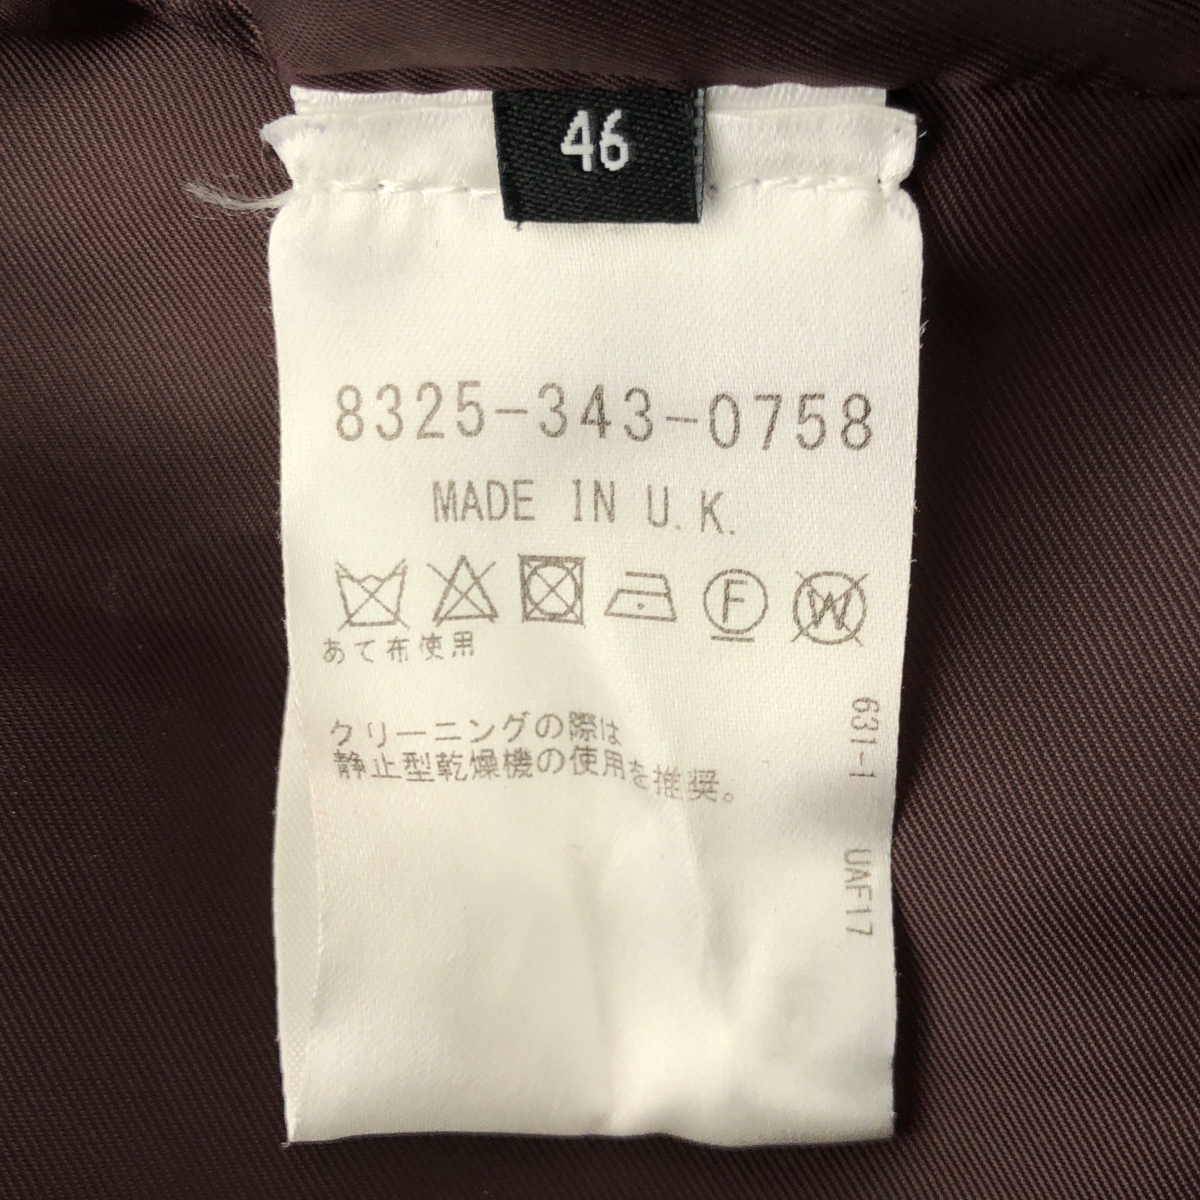 46
8325-343-0758
MADE IN U.K.
F W
あて布使用
クリーニングの際は
静止型乾燥機の使用を推奨。
631-1 UAF17